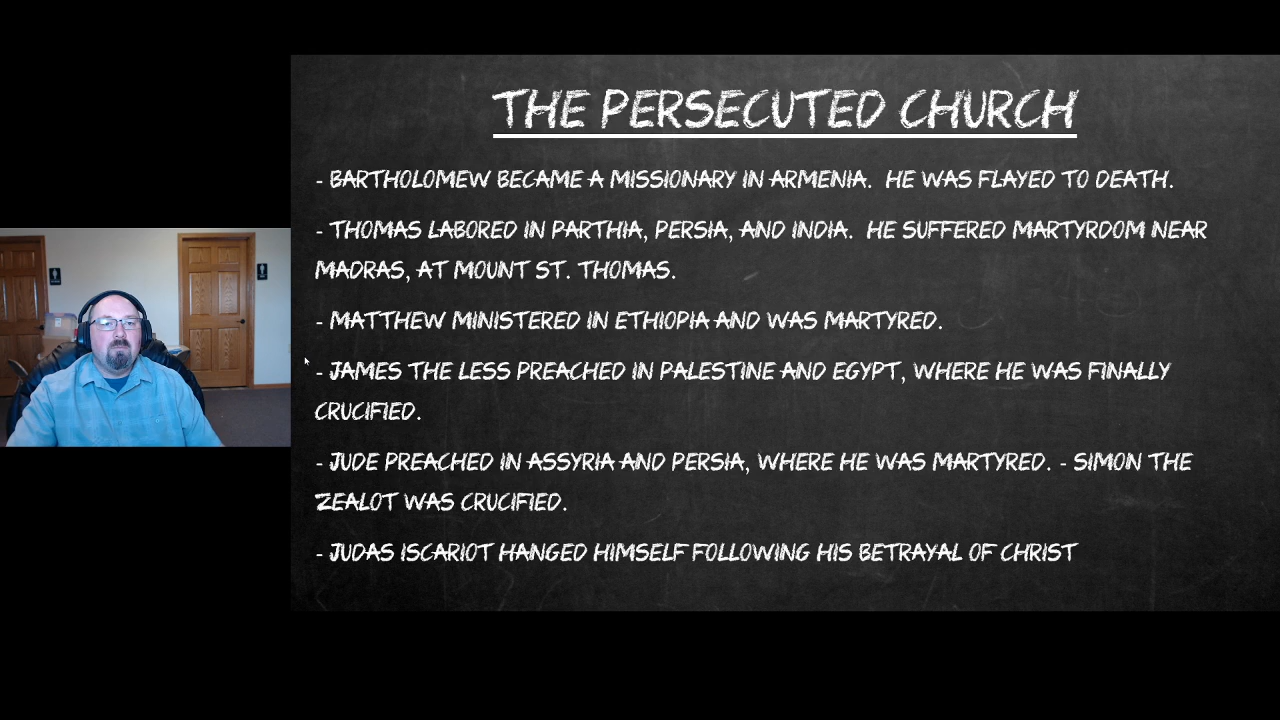 THE PERSECUTED CHURCH
- BARTHOLOMEW BECAME A MISSIONARY IN ARMENIA. HE WAS FLAYED TO DEATH.
- THOMAS LABORED IN PARTHIA, PERSIA, AND INDIA. HE SUFFERED MARTYRDOM NEAR
MADRAS, AT MOUNT ST. THOMAS.
- MATTHEW MINISTERED IN ETHIOPIA AND WAS MARTYRED.
- JAMES THE LESS PREACHED IN PALESTINE AND EGYPT, WHERE HE WAS FINALLY
CRUCIFIED.
- JUDE PREACHED IN ASSYRIA AND PERSIA, WHERE HE WAS MARTYRED. - SIMON THE
ZEALOT WAS CRUCIFIED.
- JUDAS ISCARIOT HANGED HIMSELF FOLLOWING HIS BETRAYAL OF CHRIST